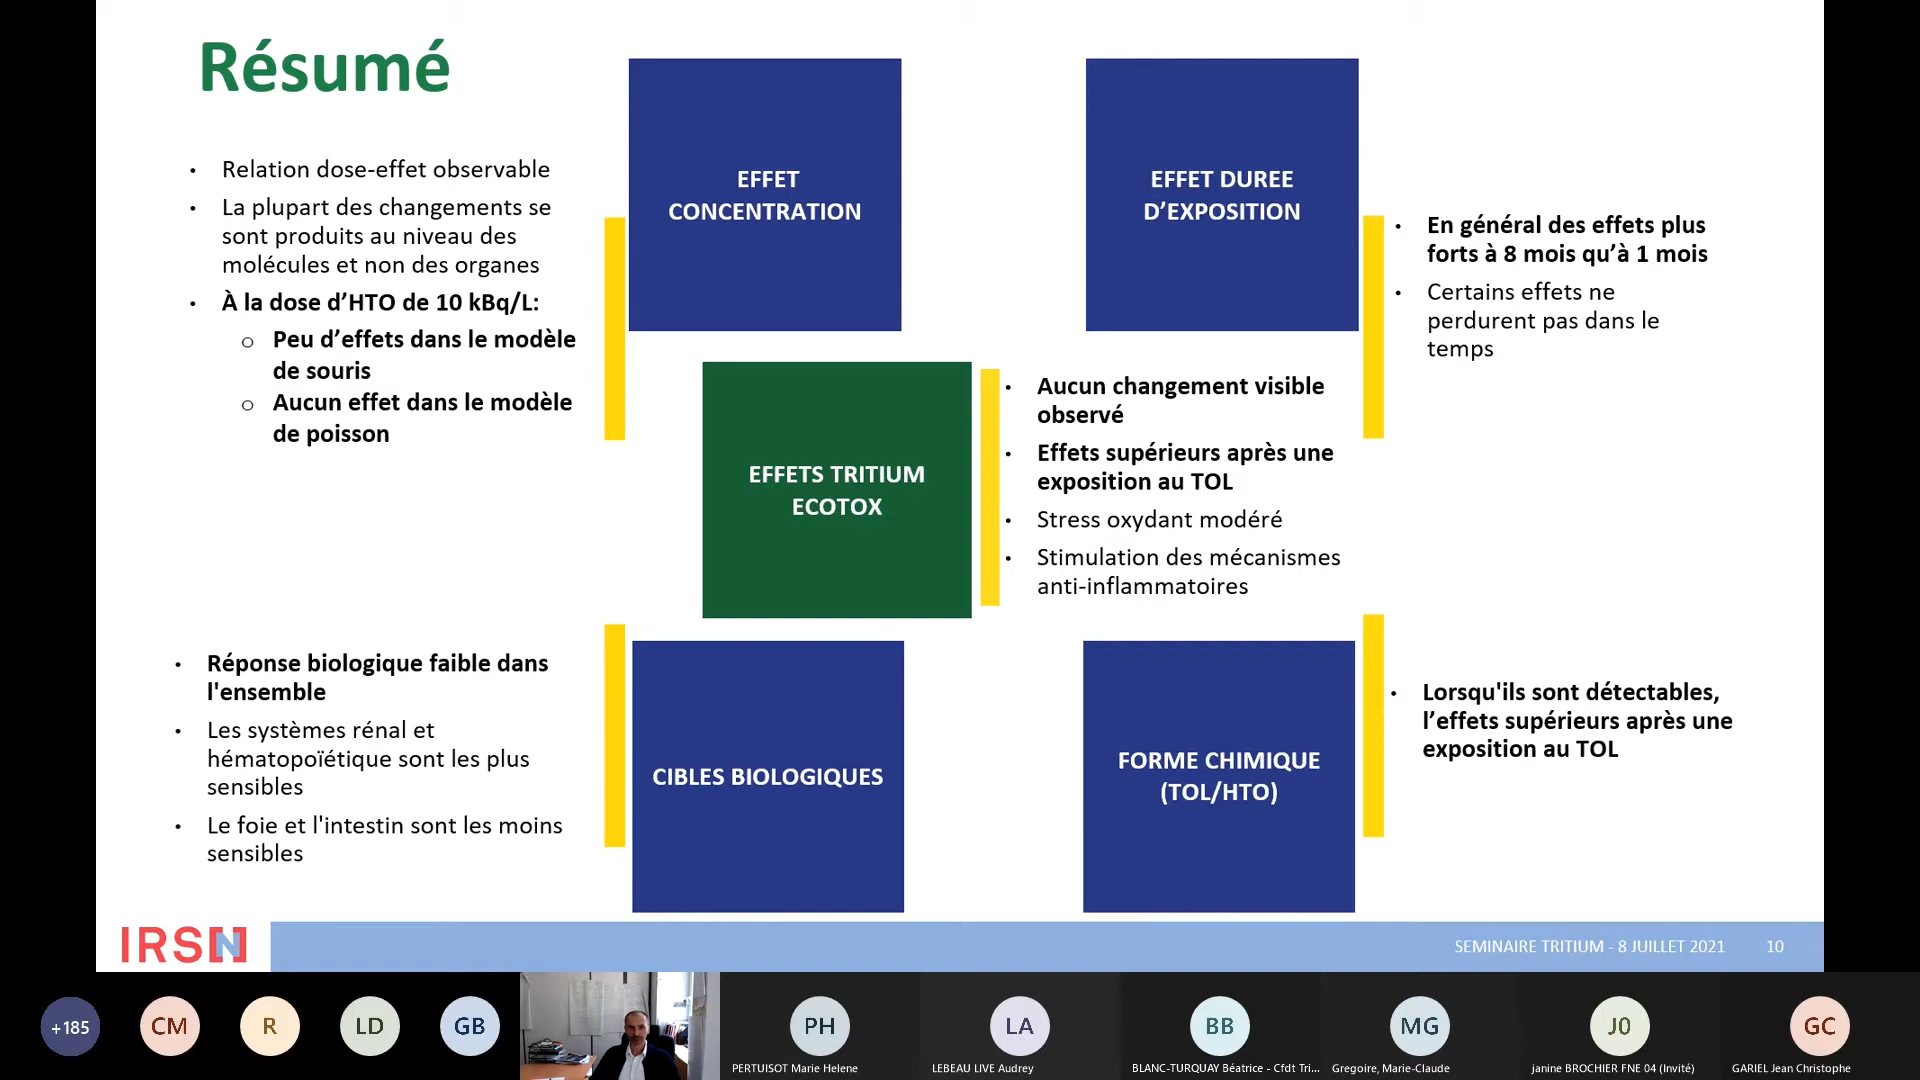 Résumé
• Relation dose-effet observable
• La plupart des changements se
sont produits au niveau des
molécules et non des organes
• À la dose d’HTO de 10 kBq/L:
o Peu d’effets dans le modèle
de souris
o Aucun effet dans le modèle
de poisson
EFFET
CONCENTRATION
EFFET DUREE
D’EXPOSITION
• En général des effets plus
forts à 8 mois qu’à 1 mois
• Certains effets ne
perdurent pas dans le
temps
EFFETS TRITIUM
ECOTOX
• Aucun changement visible
observé
• Effets supérieurs après une
exposition au TOL
• Stress oxydant modéré
• Stimulation des mécanismes
anti-inflammatoires
• Réponse biologique faible dans
l'ensemble
• Les systèmes rénal et
hématopoïétique sont les plus
sensibles
• Le foie et l'intestin sont les moins
sensibles
CIBLES BIOLOGIQUES
FORME CHIMIQUE
(TOL/HTO)
• Lorsqu'ils sont détectables,
l’effets supérieurs après une
exposition au TOL
IRSN
SEMINAIRE TRITIUM - 8 JUILLET 2021 10
+185
CM
R
LD
GB
PH
PERTUISOT Marie Helene
LA
LEBEAU LIVE Audrey
BB
BLANC-TURQUAY Béatrice - Cfdt Tri...
MG
Gregoire, Marie-Claude
J0
janine BROCHIER FNE 04 (Invité)
GC
GARIEL Jean Christophe